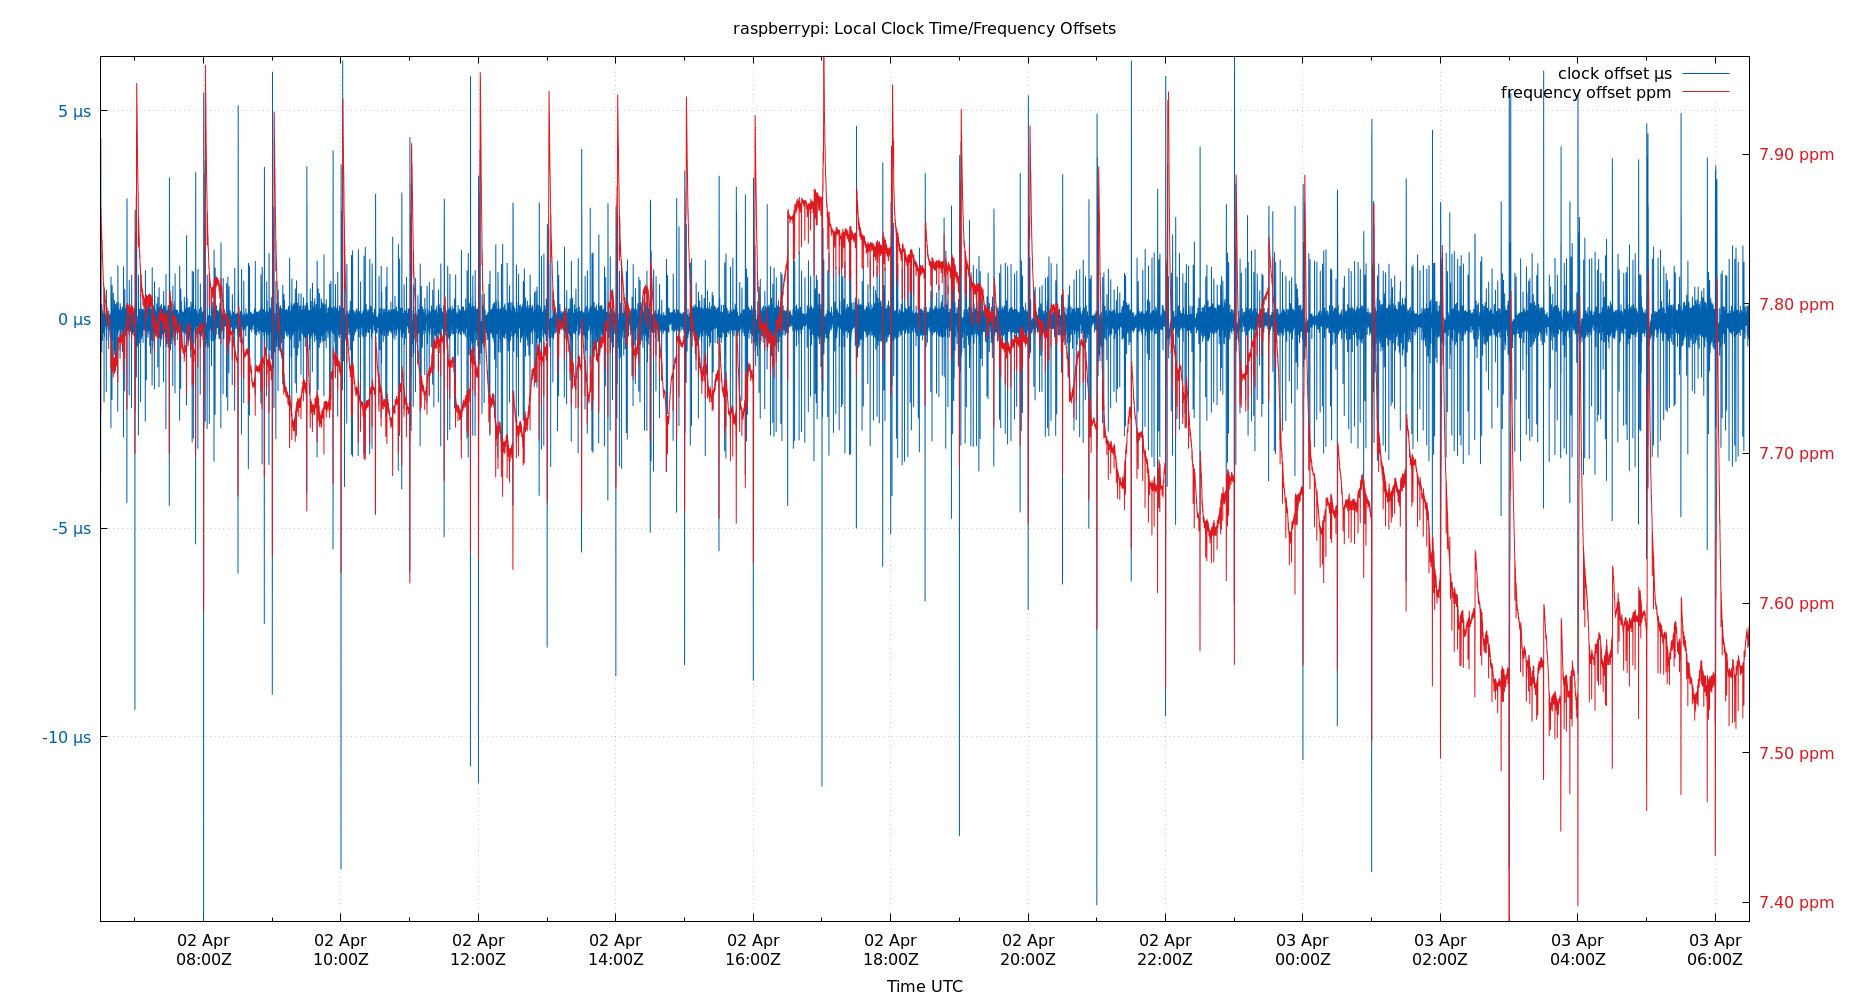 raspberrypi: Local Clock Time/Frequency Offsets
clock offset µs
frequency offset ppm
5 µs
0 µs
-5 µs
-10 µs
7.90 ppm
7.80 ppm
7.70 ppm
7.60 ppm
7.50 ppm
7.40 ppm
02 Apr 02 Apr 02 Apr 02 Apr 02 Apr 02 Apr 02 Apr 02 Apr 03 Apr 03 Apr 03 Apr 03 Apr
08:00Z 10:00Z 12:00Z 14:00Z 16:00Z 18:00Z 20:00Z 22:00Z 00:00Z 02:00Z 04:00Z 06:00Z
Time UTC